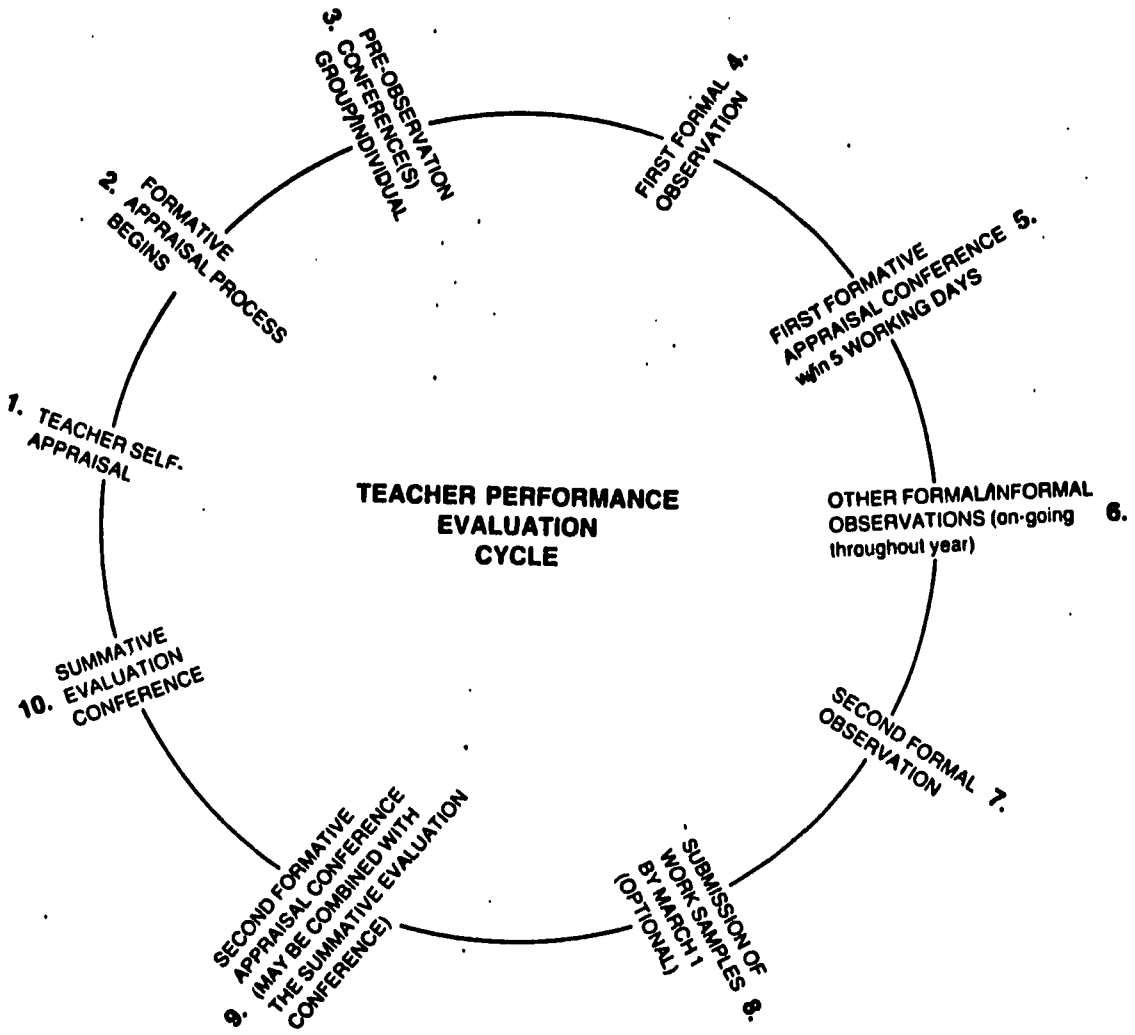 TEACHER PERFORMANCE
EVALUATION
CYCLE
1. TEACHER SELF-
APPRAISAL
FORMATIVE
2. APPRAISAL PROCESS
BEGINS
PRE-OBSERVATION
3. CONFERENCE(S)
GROUP/INDIVIDUAL
FIRST FORMAL 4.
OBSERVATION
FIRST FORMATIVE
APPRAISAL CONFERENCE 5.
w/in 5 WORKING DAYS
OTHER FORMAL/INFORMAL
OBSERVATIONS (on-going 6.
throughout year)
SECOND FORMAL 7.
OBSERVATION
SUBMISSION OF
WORK SAMPLES 8.
BY MARCH 1
(OPTIONAL)
SECOND FORMATIVE
APPRAISAL CONFERENCE
9. (MAY BE COMBINED WITH
THE SUMMATIVE EVALUATION
CONFERENCE)
SUMMATIVE
10. EVALUATION
CONFERENCE